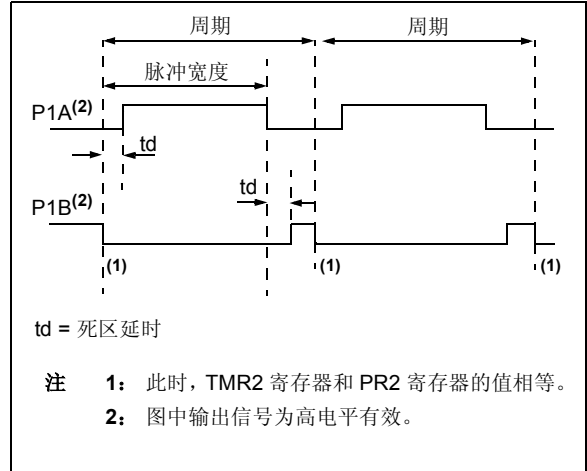 周期 周期
脉冲宽度
P1A(2)
td
td
P1B(2)
(1) (1) (1)
td = 死区延时
注 1： 此时，TMR2 寄存器和 PR2 寄存器的值相等。
2： 图中输出信号为高电平有效。